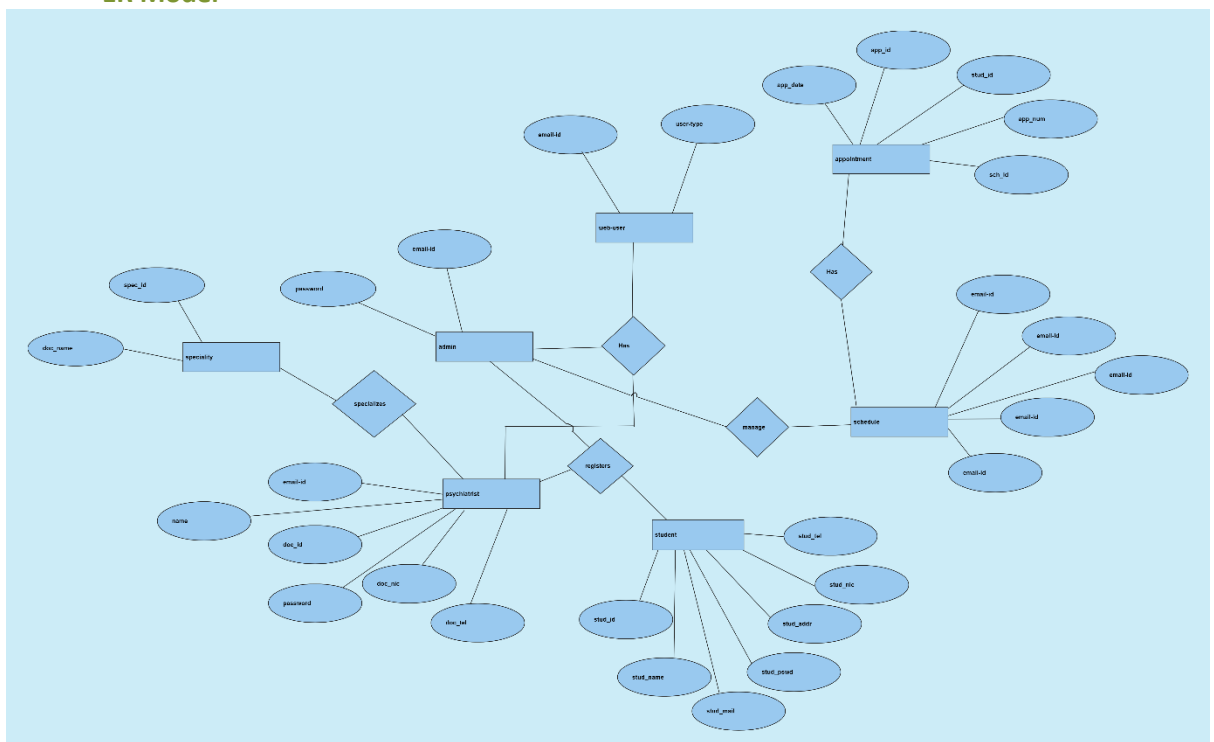 ER Model
app_id
stud_id
app_date
app_num
user-type
email-id
appointment
sch_id
web-user
email-id
Has
spec_id
password
email-id
email-id
admin
Has
doc_name
speciality
email-id
specializes
email-id
schedule
manage
registers
email-id
email-id
psychiatrist
name
student
stud_tel
doc_id
doc_nic
stud_nic
password
stud_id
doc_tel
stud_addr
stud_pswd
stud_name
stud_mail